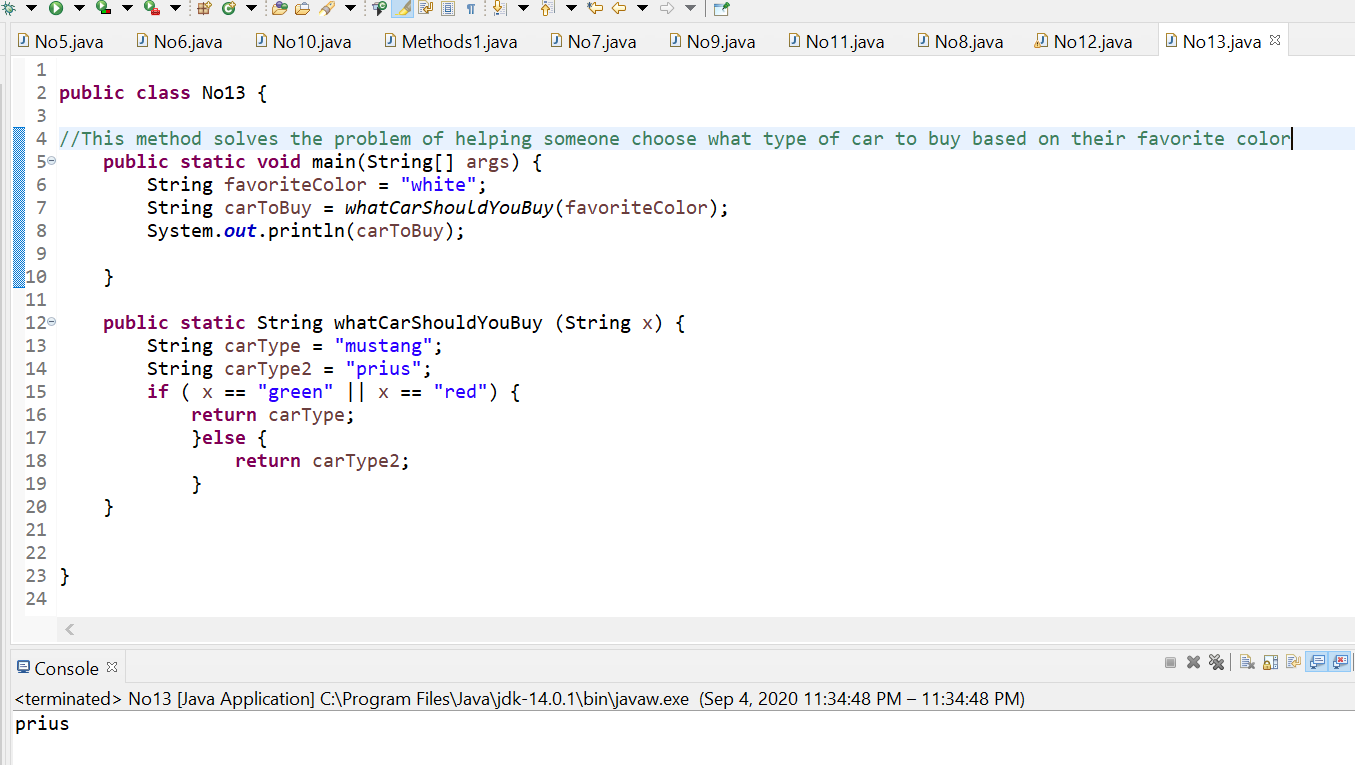 No5.java No6.java No10.java Methods1.java No7.java No9.java No11.java No8.java No12.java No13.java
1
2 public class No13 {
3
4 //This method solves the problem of helping someone choose what type of car to buy based on their favorite color
5 public static void main(String[] args) {
6 String favoriteColor = "white";
7 String carToBuy = whatCarShouldYouBuy(favoriteColor);
8 System.out.println(carToBuy);
9
10 }
11
12 public static String whatCarShouldYouBuy (String x) {
13 String carType = "mustang";
14 String carType2 = "prius";
15 if ( x == "green" || x == "red") {
16 return carType;
17 }else {
18 return carType2;
19 }
20 }
21
22
23 }
24
Console
<terminated> No13 [Java Application] C:\Program Files\Java\jdk-14.0.1\bin\javaw.exe (Sep 4, 2020 11:34:48 PM – 11:34:48 PM)
prius